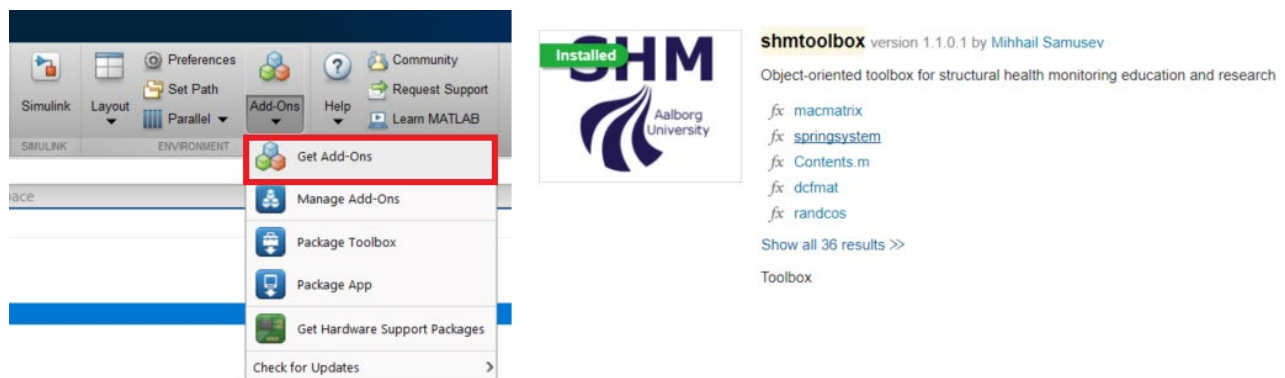 Simulink
Layout
Preferences
Set Path
Parallel
Add-Ons
Help
Community
Request Support
Learn MATLAB
SIMULINK
ENVIRONMENT
Get Add-Ons
ace
Manage Add-Ons
Package Toolbox
Package App
Get Hardware Support Packages
Check for Updates
Installed
SHM
Aalborg
University
shmtoolbox version 1.1.0.1 by Mihhail Samusev
Object-oriented toolbox for structural health monitoring education and research
fx macmatrix
fx springsystem
fx Contents.m
fx dcfmat
fx randcos
Show all 36 results >>
Toolbox